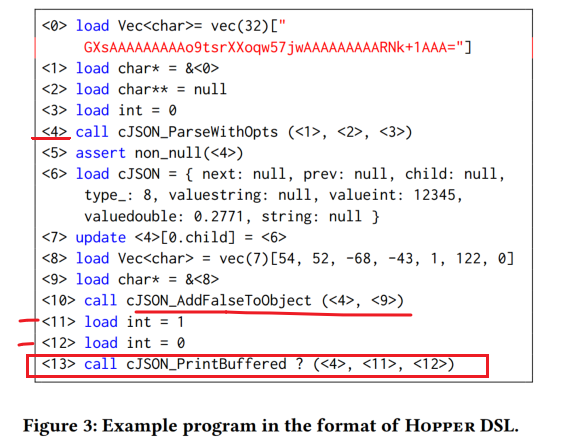 <0> load Vec<char>= vec(32)["
GXsAAAAAAAAAo9tsrXXoqw57jwAAAAAAAAARNk+1AAA="]
<1> load char* = &<0>
<2> load char** = null
<3> load int = 0
<4> call cJSON_ParseWithOpts (<1>, <2>, <3>)
<5> assert non_null(<4>)
<6> load cJSON = { next: null, prev: null, child: null,
type_: 8, valuestring: null, valueint: 12345,
valuedouble: 0.2771, string: null }
<7> update <4>[0.child] = <6>
<8> load Vec<char> = vec(7)[54, 52, -68, -43, 1, 122, 0]
<9> load char* = &<8>
<10> call cJSON_AddFalseToObject (<4>, <9>)
<11> load int = 1
<12> load int = 0
<13> call cJSON_PrintBuffered ? (<4>, <11>, <12>)
Figure 3: Example program in the format of HOPPER DSL.